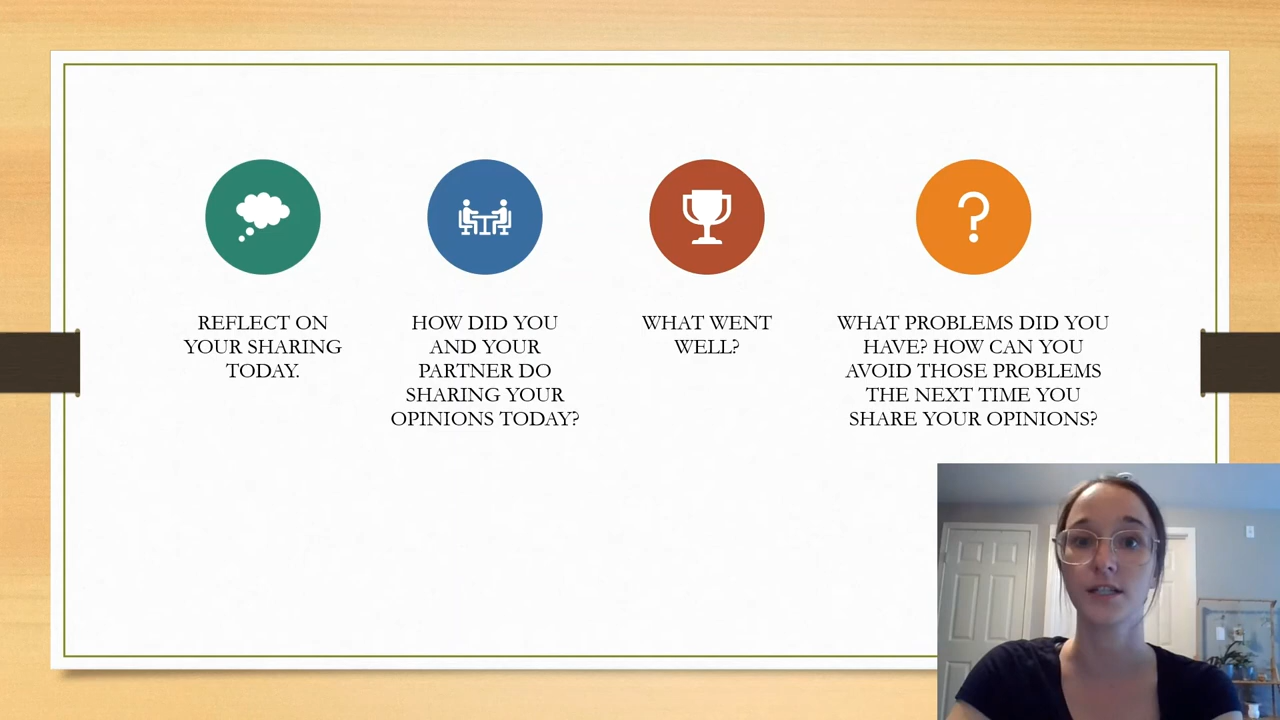 REFLECT ON
YOUR SHARING
TODAY.
HOW DID YOU
AND YOUR
PARTNER DO
SHARING YOUR
OPINIONS TODAY?
WHAT WENT
WELL?
WHAT PROBLEMS DID YOU
HAVE? HOW CAN YOU
AVOID THOSE PROBLEMS
THE NEXT TIME YOU
SHARE YOUR OPINIONS?